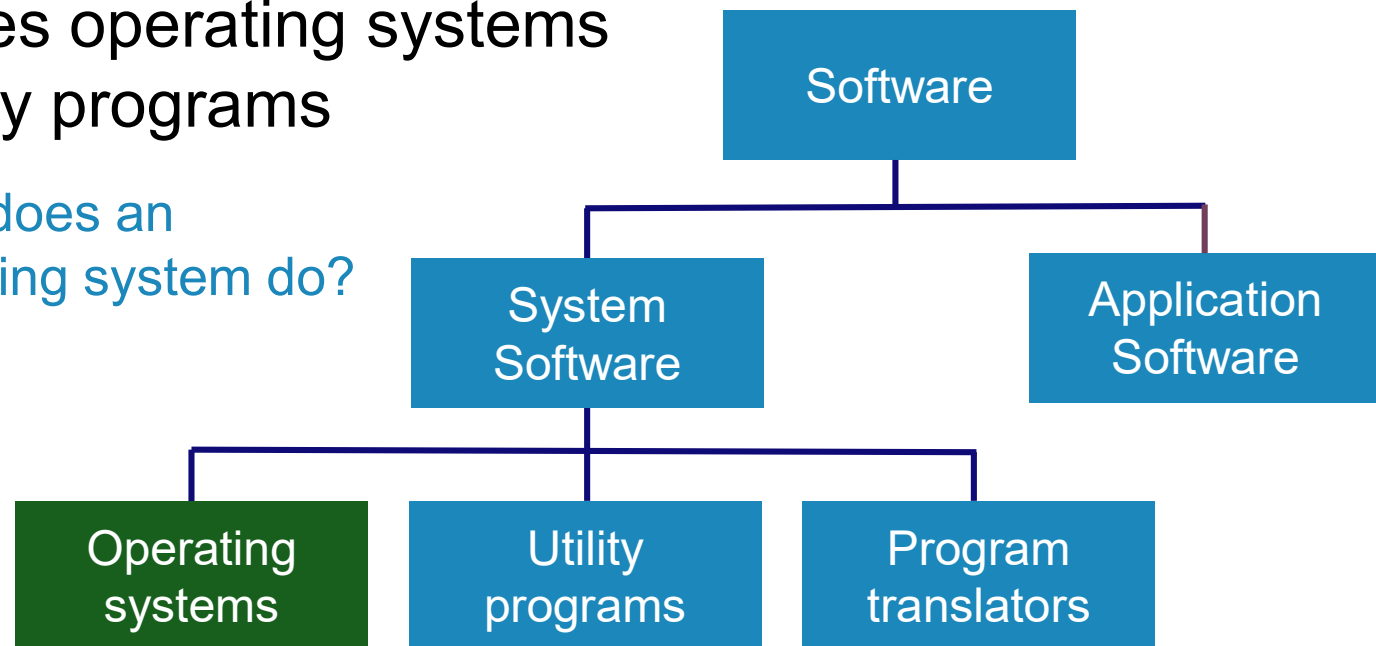 es operating systems
y programs
does an
ing system do?
Software
System
Software
Application
Software
Operating
systems
Utility
programs
Program
translators